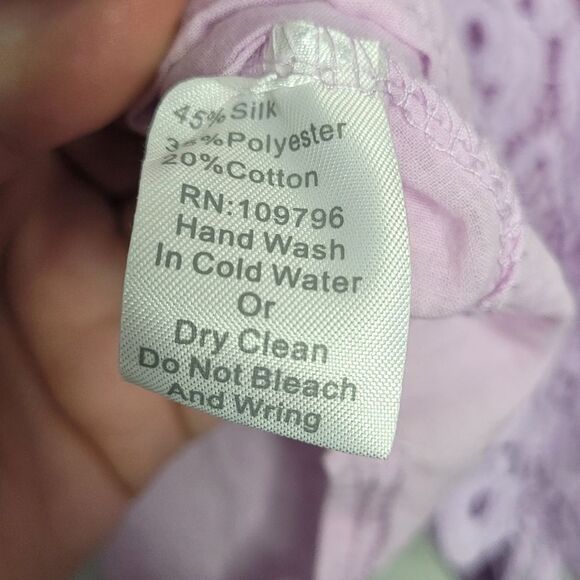 45%Silk
35%Polyester
20%Cotton
RN:109796
Hand Wash
In Cold Water
Or
Dry Clean
Do Not Bleach
And Wring